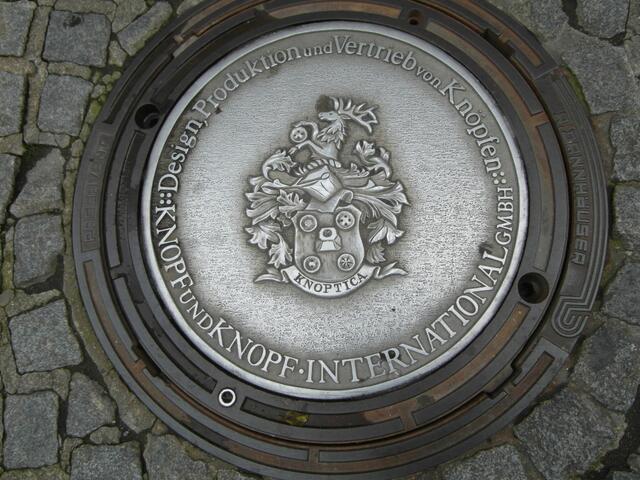 Design, Produktion und Vertrieb von Knöpfen ::
KNOPF UND KNOPF · INTERNATIONAL GMBH ::
KNOPTICA